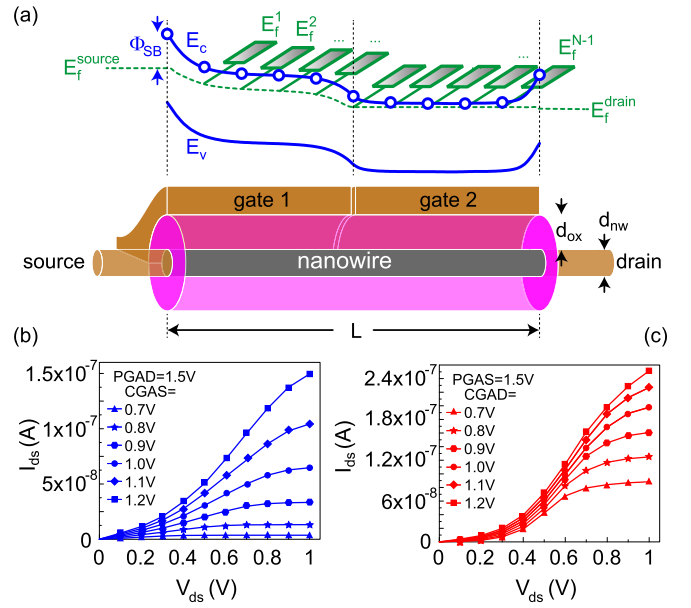 (a)
Φ_SB E_c E_f^1 E_f^2 ... ... ... ... E_f^N-1
E_f^source
E_f^drain
E_v
gate 1 gate 2
d_ox d_nw
source nanowire drain
L
(b)
I_ds (A)
1.5x10^-7
1x10^-7
5x10^-8
0
PGAD=1.5V
CGAS=
0.7V
0.8V
0.9V
1.0V
1.1V
1.2V
0 0.2 0.4 0.6 0.8 1
V_ds (V)
(c)
I_ds (A)
2.4x10^-7
1.8x10^-7
1.2x10^-7
6x10^-8
0
PGAS=1.5V
CGAD=
0.7V
0.8V
0.9V
1.0V
1.1V
1.2V
0 0.2 0.4 0.6 0.8 1
V_ds (V)